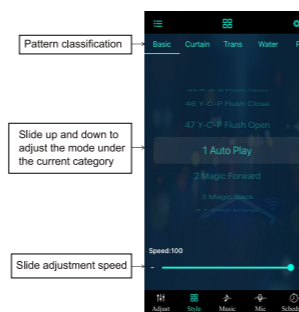 Pattern classification
Basic Curtain Trans Water
46 Y-C-P Flush Close
47 Y-C-P Flush Open
Slide up and down to
adjust the mode under
the current category
1 Auto Play
2 Magic Forward
3 Magic Back
Speed:100
Slide adjustment speed
-
Adjust Style Music Mic Sched